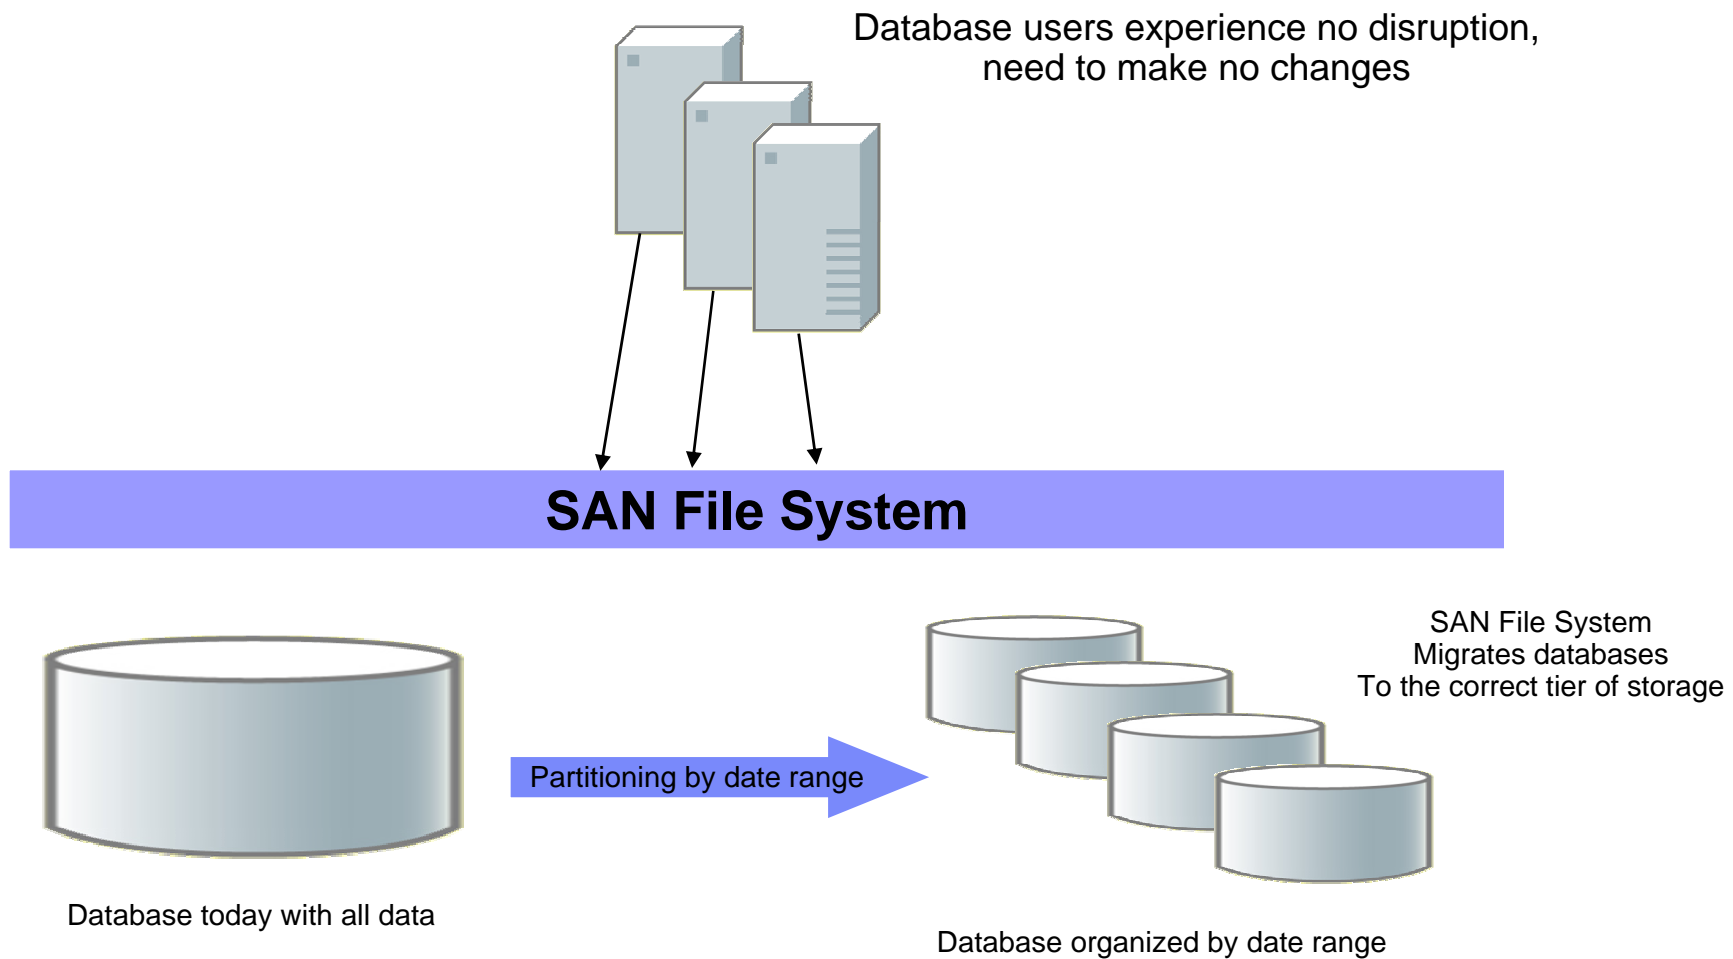 Database users experience no disruption,
need to make no changes
SAN File System
SAN File System
Migrates databases
To the correct tier of storage
Partitioning by date range
Database today with all data
Database organized by date range